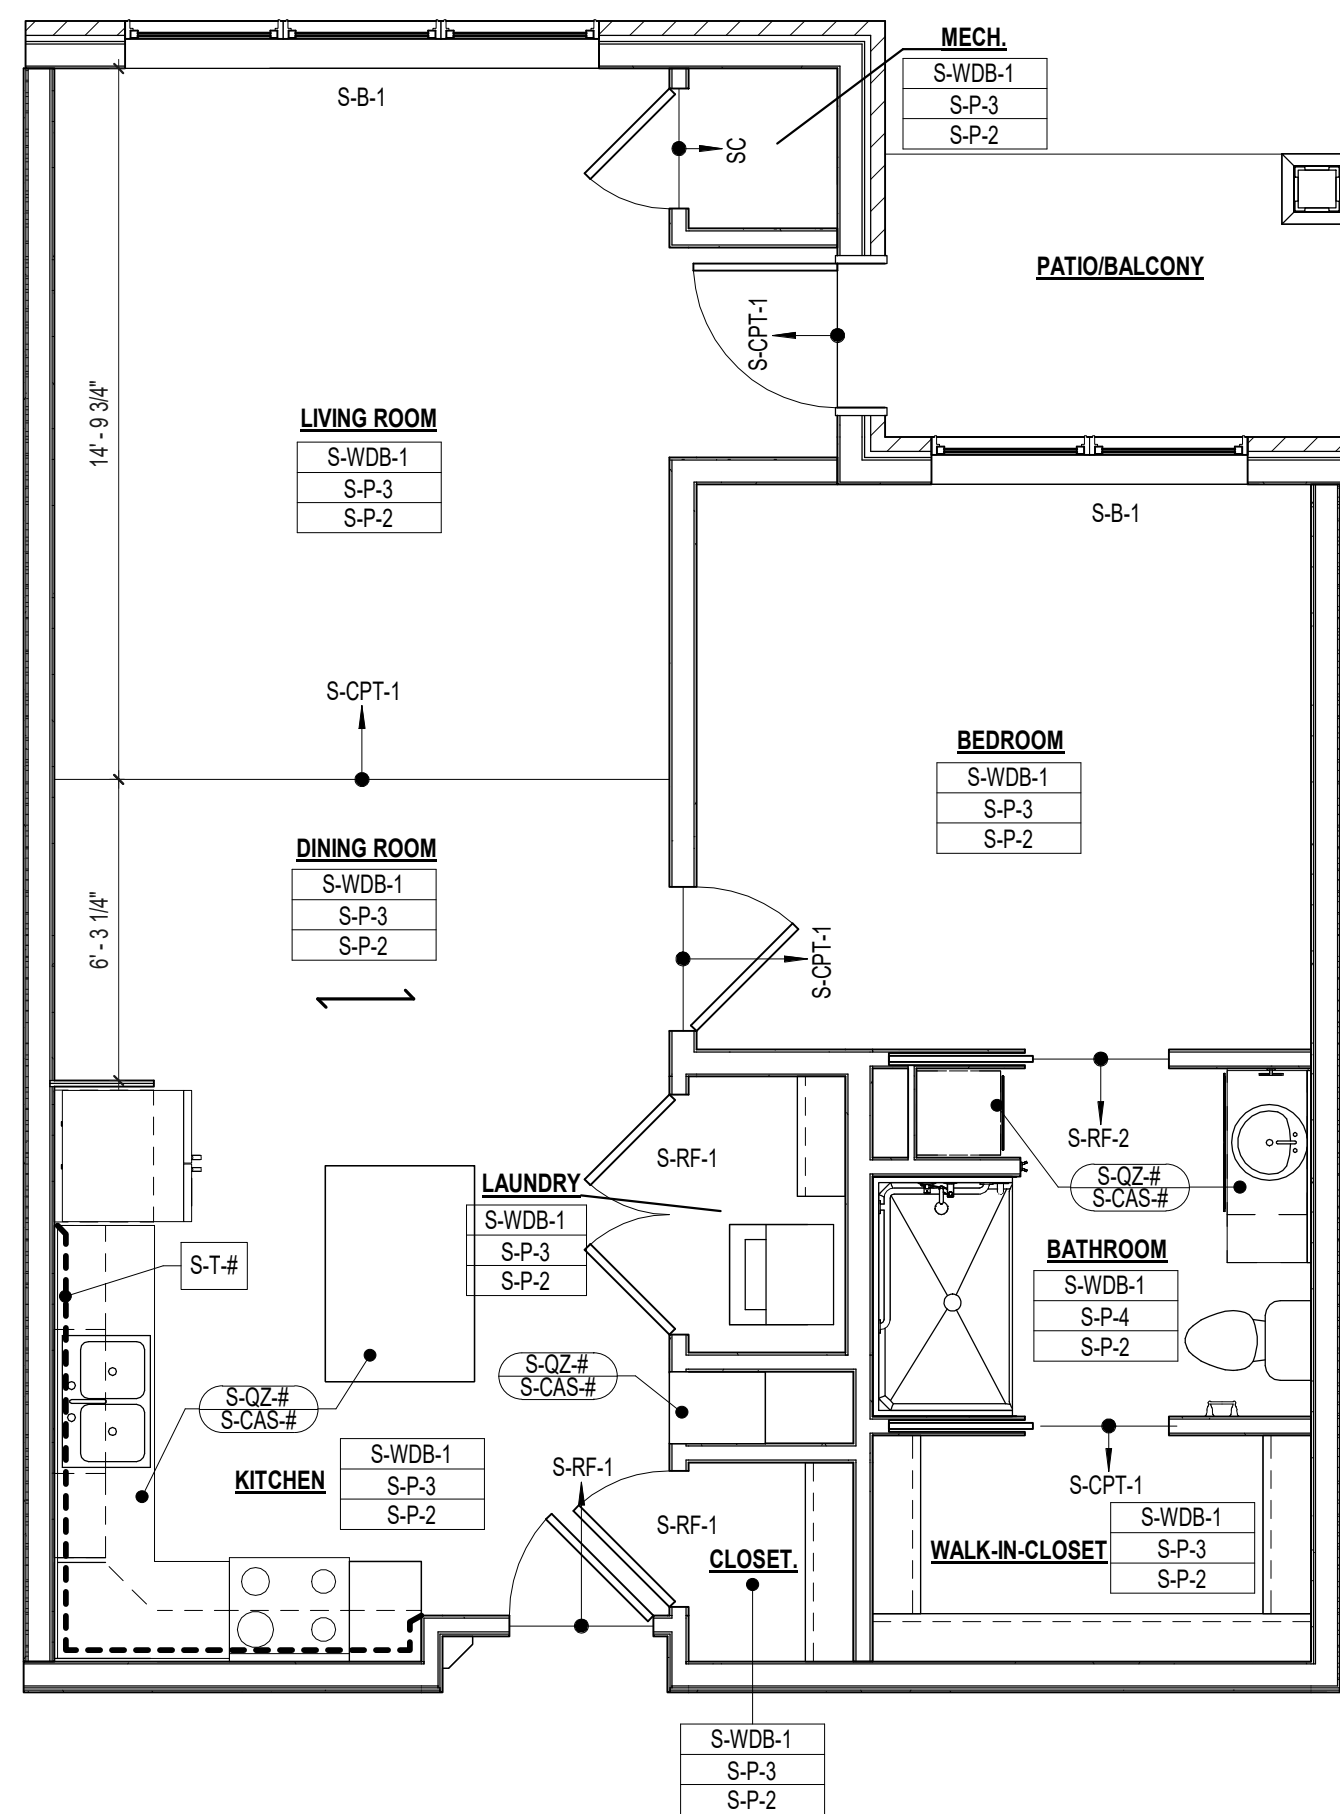 MECH.
S-WDB-1
S-P-3
S-P-2
S-B-1
SC
PATIO/BALCONY
S-CPT-1
14' - 9 3/4"
LIVING ROOM
S-WDB-1
S-P-3
S-P-2
S-B-1
S-CPT-1
BEDROOM
S-WDB-1
S-P-3
S-P-2
DINING ROOM
S-WDB-1
S-P-3
S-P-2
6' - 3 1/4"
S-CPT-1
S-RF-2
S-RF-1
LAUNDRY
S-WDB-1
S-P-3
S-P-2
S-QZ-#
S-CAS-#
BATHROOM
S-WDB-1
S-P-4
S-P-2
S-T-#
S-QZ-#
S-CAS-#
S-QZ-#
S-CAS-#
KITCHEN
S-WDB-1
S-P-3
S-P-2
S-RF-1
S-RF-1
CLOSET.
S-CPT-1
WALK-IN-CLOSET
S-WDB-1
S-P-3
S-P-2
S-WDB-1
S-P-3
S-P-2